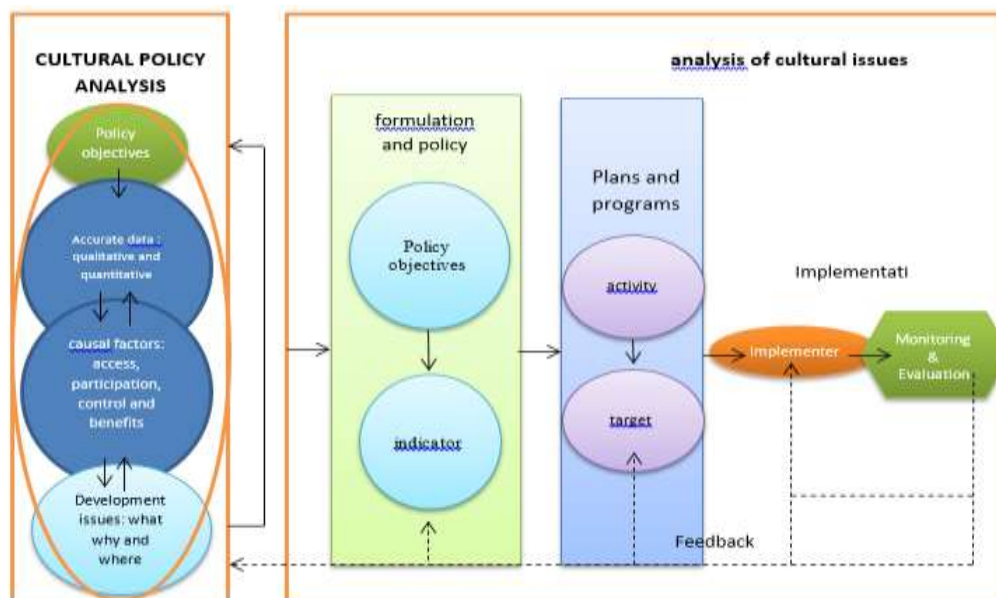 CULTURAL POLICY
ANALYSIS
Policy
objectives
Accurate data :
qualitative and
quantitative
causal factors:
access,
participation,
control and
benefits
Development
issues: what
why and
where
analysis of cultural issues
formulation
and policy
Policy
objectives
indicator
Plans and
programs
activity
target
Implementati
Implementer
Monitoring
&
Evaluation
Feedback